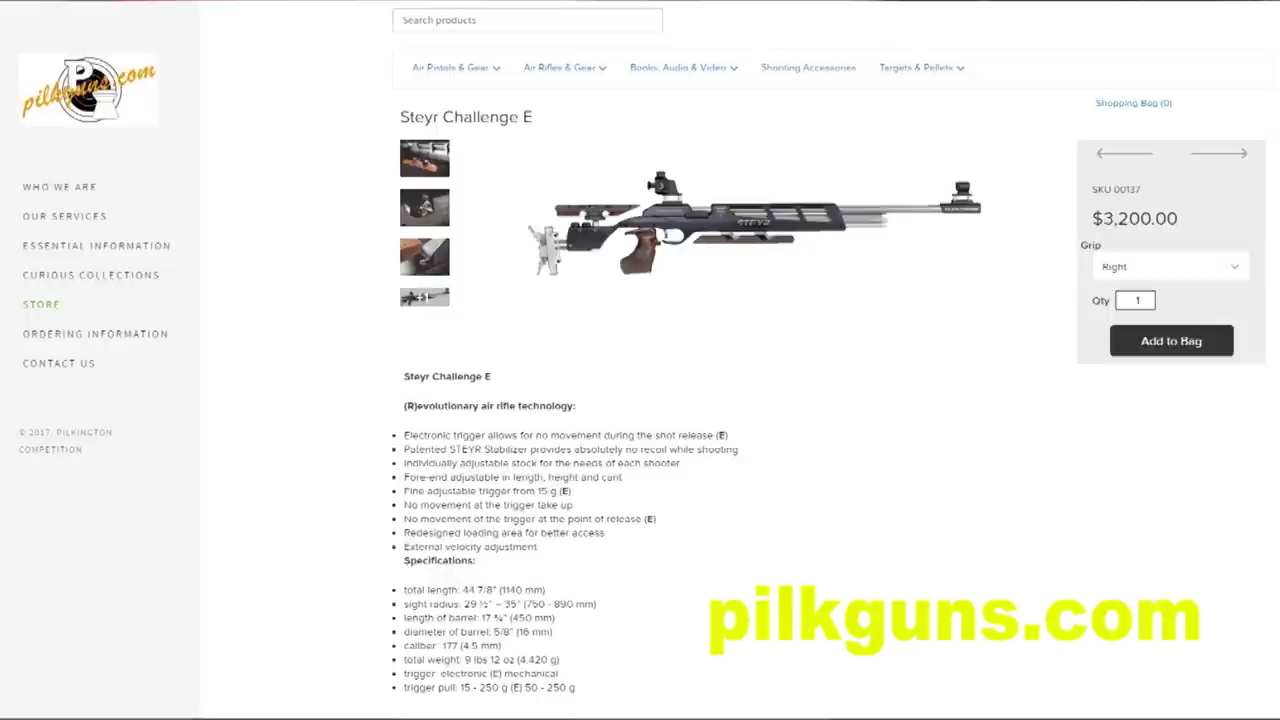 Search products
P
pilkguns.com
Air Pistols & Gear
Air Rifles & Gear
Books, Audio & Video
Shooting Accessories
Targets & Pellets
Shopping Bag (0)
Steyr Challenge E
WHO WE ARE
OUR SERVICES
ESSENTIAL INFORMATION
CURIOUS COLLECTIONS
STORE
ORDERING INFORMATION
CONTACT US
© 2017, PILKINGTON
COMPETITION
STEYR
+1
SKU 00137
$3,200.00
Grip
Right
Qty 1
Add to Bag
Steyr Challenge E
(R)evolutionary air rifle technology:
Electronic trigger allows for no movement during the shot release (E)
Patented STEYR Stabilizer provides absolutely no recoil while shooting
Individually adjustable stock for the needs of each shooter
Fore-end adjustable in length, height and cant
Fine adjustable trigger from 15 g (E)
No movement at the trigger take up
No movement of the trigger at the point of release (E)
Redesigned loading area for better access
External velocity adjustment
Specifications:
total length: 44 7/8" (1140 mm)
sight radius: 29 ½" – 35" (750 - 890 mm)
length of barrel: 17 ¾" (450 mm)
diameter of barrel: 5/8" (16 mm)
caliber: .177 (4.5 mm)
total weight: 9 lbs 12 oz (4.420 g)
trigger: electronic (E) mechanical
trigger pull: 15 - 250 g (E) 50 - 250 g
pilkguns.com